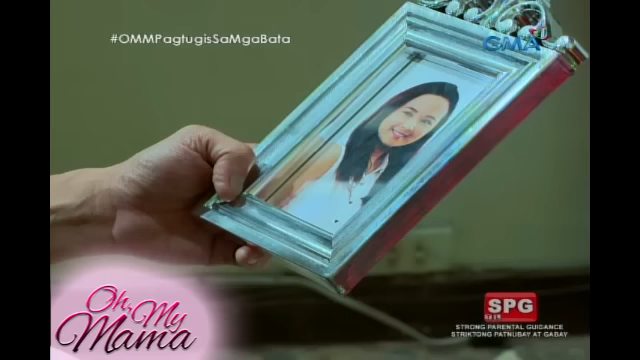 #OMMPagtugisSaMgaBata
GMA
Oh, My
Mama
SPG
STRONG PARENTAL GUIDANCE
STRIKTONG PATNUBAY AT GABAY